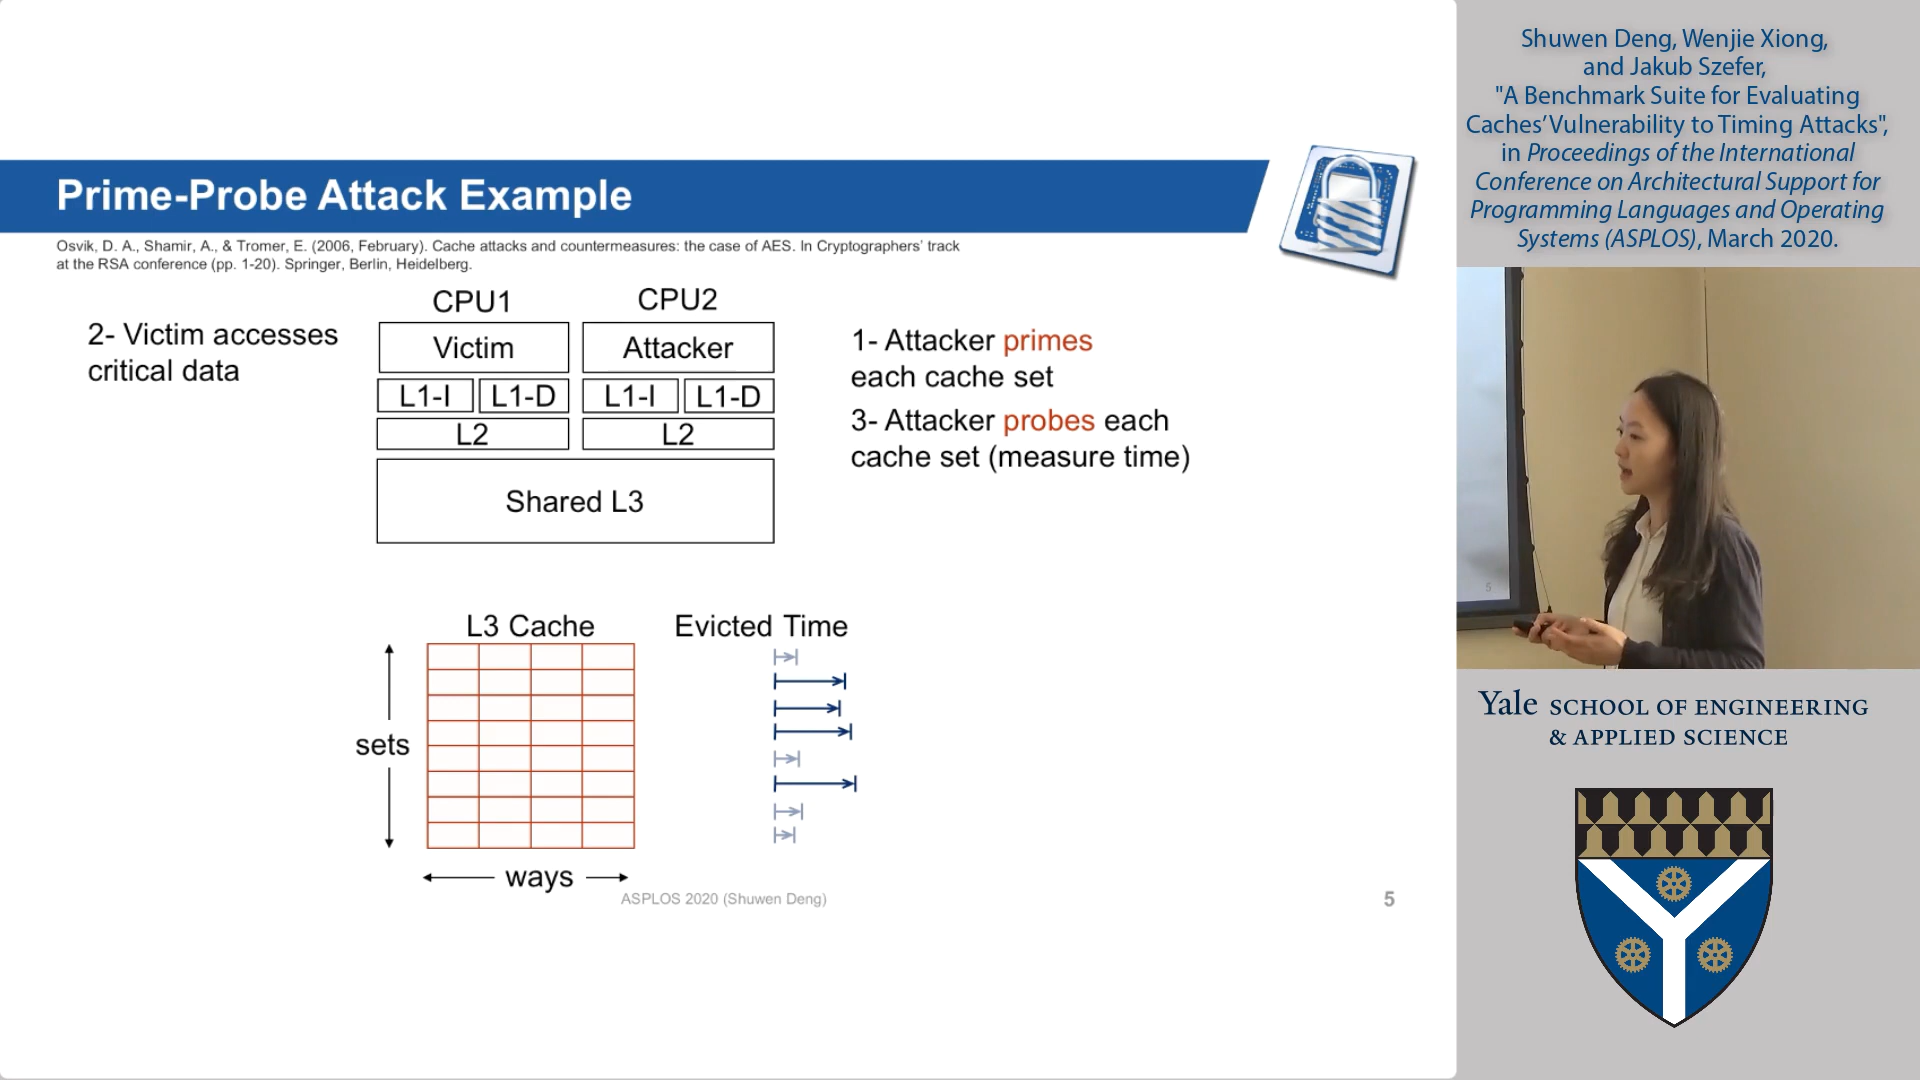 Prime-Probe Attack Example
Osvik, D. A., Shamir, A., & Tromer, E. (2006, February). Cache attacks and countermeasures: the case of AES. In Cryptographers' track
at the RSA conference (pp. 1-20). Springer, Berlin, Heidelberg.
2- Victim accesses
critical data
CPU1
CPU2
Victim
Attacker
L1-I
L1-D
L1-I
L1-D
L2
L2
Shared L3
1- Attacker primes
each cache set
3- Attacker probes each
cache set (measure time)
L3 Cache
Evicted Time
sets
ways
ASPLOS 2020 (Shuwen Deng)
5
Shuwen Deng, Wenjie Xiong,
and Jakub Szefer,
"A Benchmark Suite for Evaluating
Caches' Vulnerability to Timing Attacks",
in Proceedings of the International
Conference on Architectural Support for
Programming Languages and Operating
Systems (ASPLOS), March 2020.
5
Yale SCHOOL OF ENGINEERING
& APPLIED SCIENCE